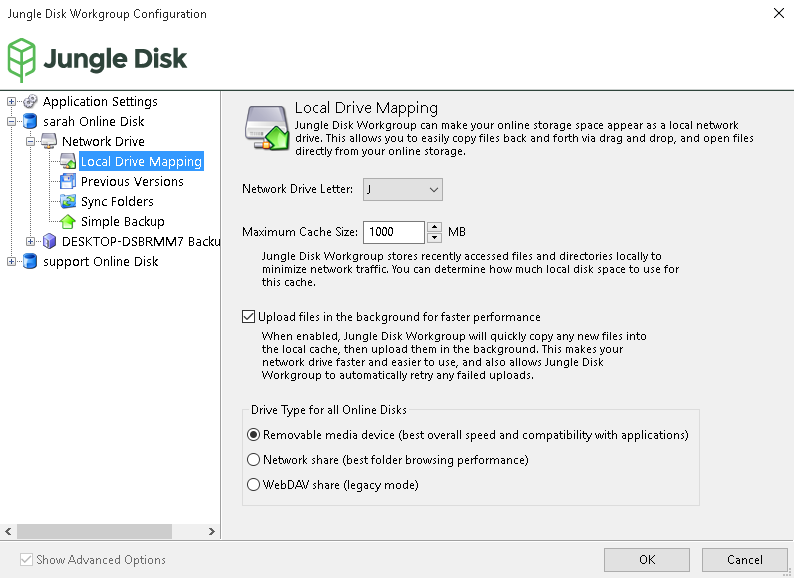 Jungle Disk Workgroup Configuration
Jungle Disk
Application Settings
sarah Online Disk
Network Drive
Local Drive Mapping
Previous Versions
Sync Folders
Simple Backup
DESKTOP-DSBRMM7 Backu
support Online Disk
Local Drive Mapping
Jungle Disk Workgroup can make your online storage space appear as a local network
drive. This allows you to easily copy files back and forth via drag and drop, and open files
directly from your online storage.
Network Drive Letter: J
Maximum Cache Size: 1000 MB
Jungle Disk Workgroup stores recently accessed files and directories locally to
minimize network traffic. You can determine how much local disk space to use for
this cache.
Upload files in the background for faster performance
When enabled, Jungle Disk Workgroup will quickly copy any new files into
the local cache, then upload them in the background. This makes your
network drive faster and easier to use, and also allows Jungle Disk
Workgroup to automatically retry any failed uploads.
Drive Type for all Online Disks
Removable media device (best overall speed and compatibility with applications)
Network share (best folder browsing performance)
WebDAV share (legacy mode)
Show Advanced Options
OK
Cancel